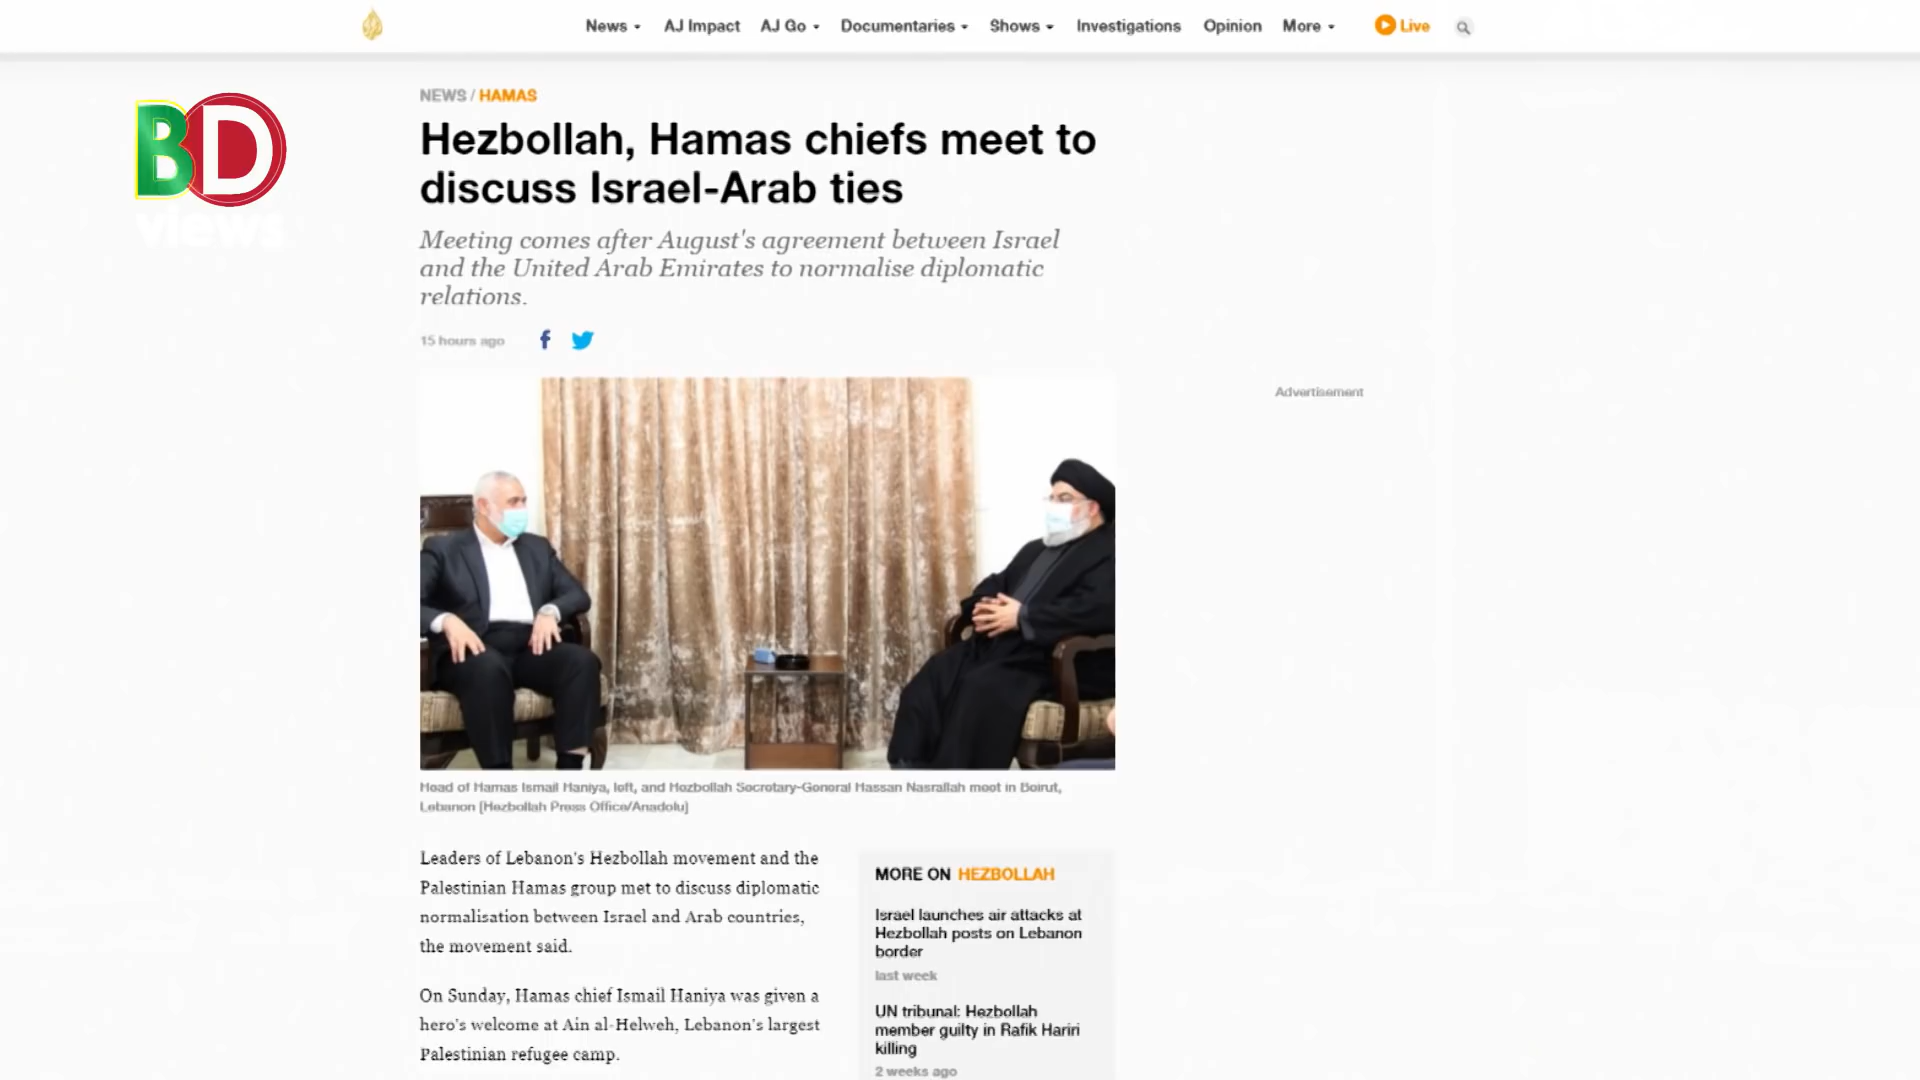 News
AJ Impact
AJ Go
Documentaries
Shows
Investigations
Opinion
More
Live
BD
views
NEWS / HAMAS
Hezbollah, Hamas chiefs meet to
discuss Israel-Arab ties
Meeting comes after August's agreement between Israel
and the United Arab Emirates to normalise diplomatic
relations.
15 hours ago
Advertisement
Head of Hamas Ismail Haniya, left, and Hezbollah Secretary-General Hassan Nasrallah meet in Beirut,
Lebanon [Hezbollah Press Office/Anadolu]
Leaders of Lebanon's Hezbollah movement and the
Palestinian Hamas group met to discuss diplomatic
normalisation between Israel and Arab countries,
the movement said.
On Sunday, Hamas chief Ismail Haniya was given a
hero's welcome at Ain al-Helweh, Lebanon's largest
Palestinian refugee camp.
MORE ON HEZBOLLAH
Israel launches air attacks at
Hezbollah posts on Lebanon
border
last week
UN tribunal: Hezbollah
member guilty in Rafik Hariri
killing
2 weeks ago